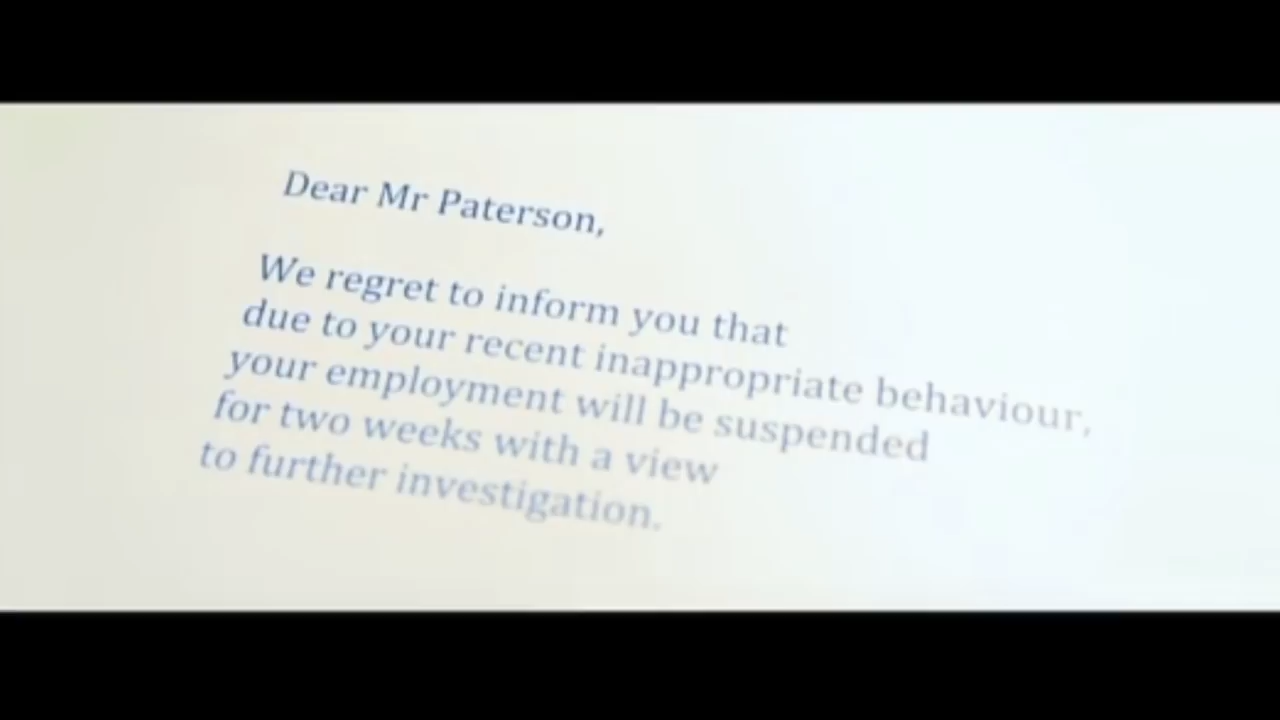 Dear Mr Paterson,
We regret to inform you that
due to your recent inappropriate behaviour,
your employment will be suspended
for two weeks with a view
to further investigation.